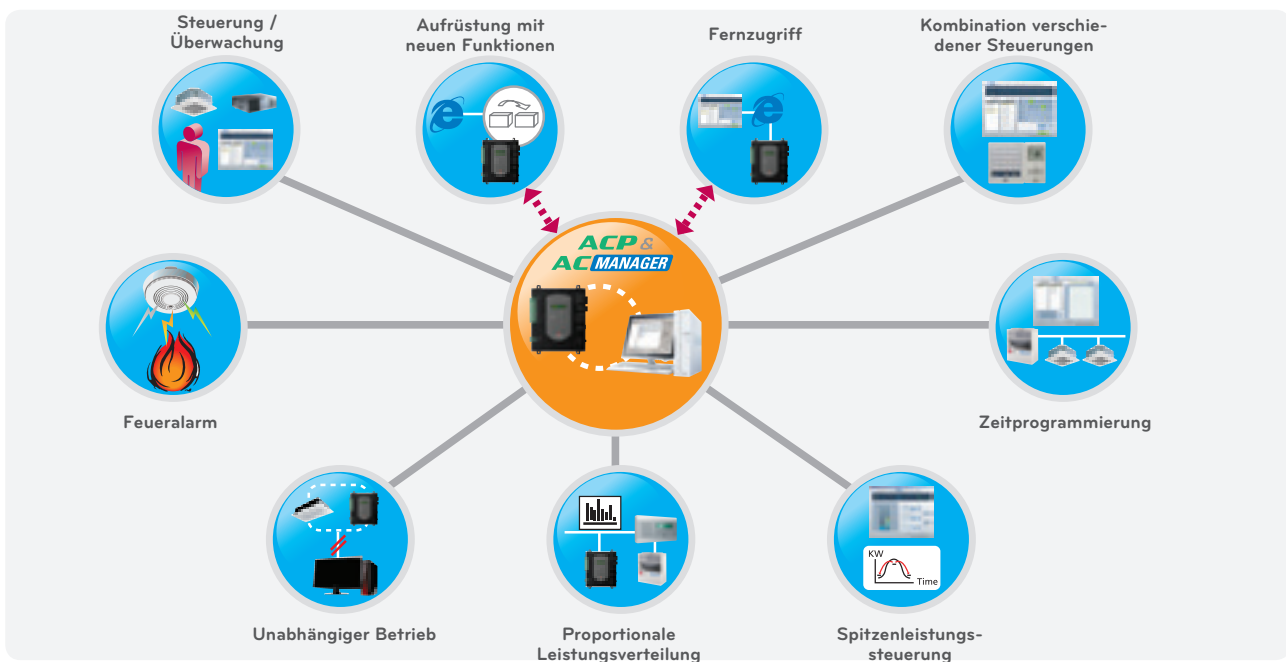 Steuerung /
Überwachung
Aufrüstung mit
neuen Funktionen
Fernzugriff
Kombination verschie-
dener Steuerungen
ACP &
AC MANAGER
Feueralarm
Zeitprogrammierung
KW
Time
Unabhängiger Betrieb
Proportionale
Leistungsverteilung
Spitzenleistungs-
steuerung